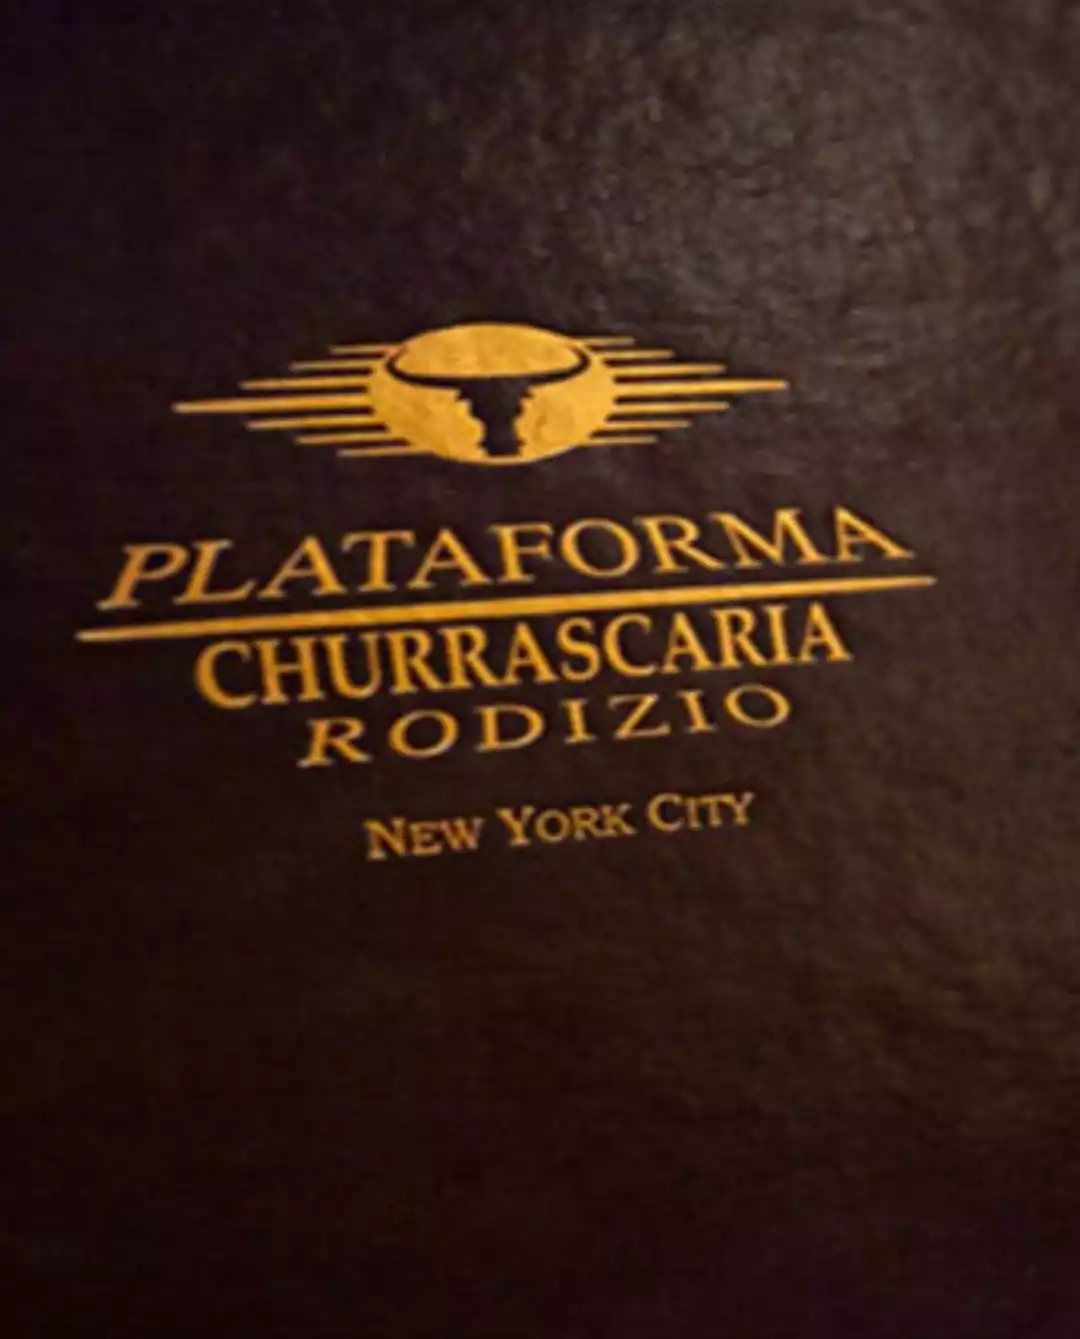 PLATAFORMA
CHURRASCARIA
RODIZIO
NEW YORK CITY